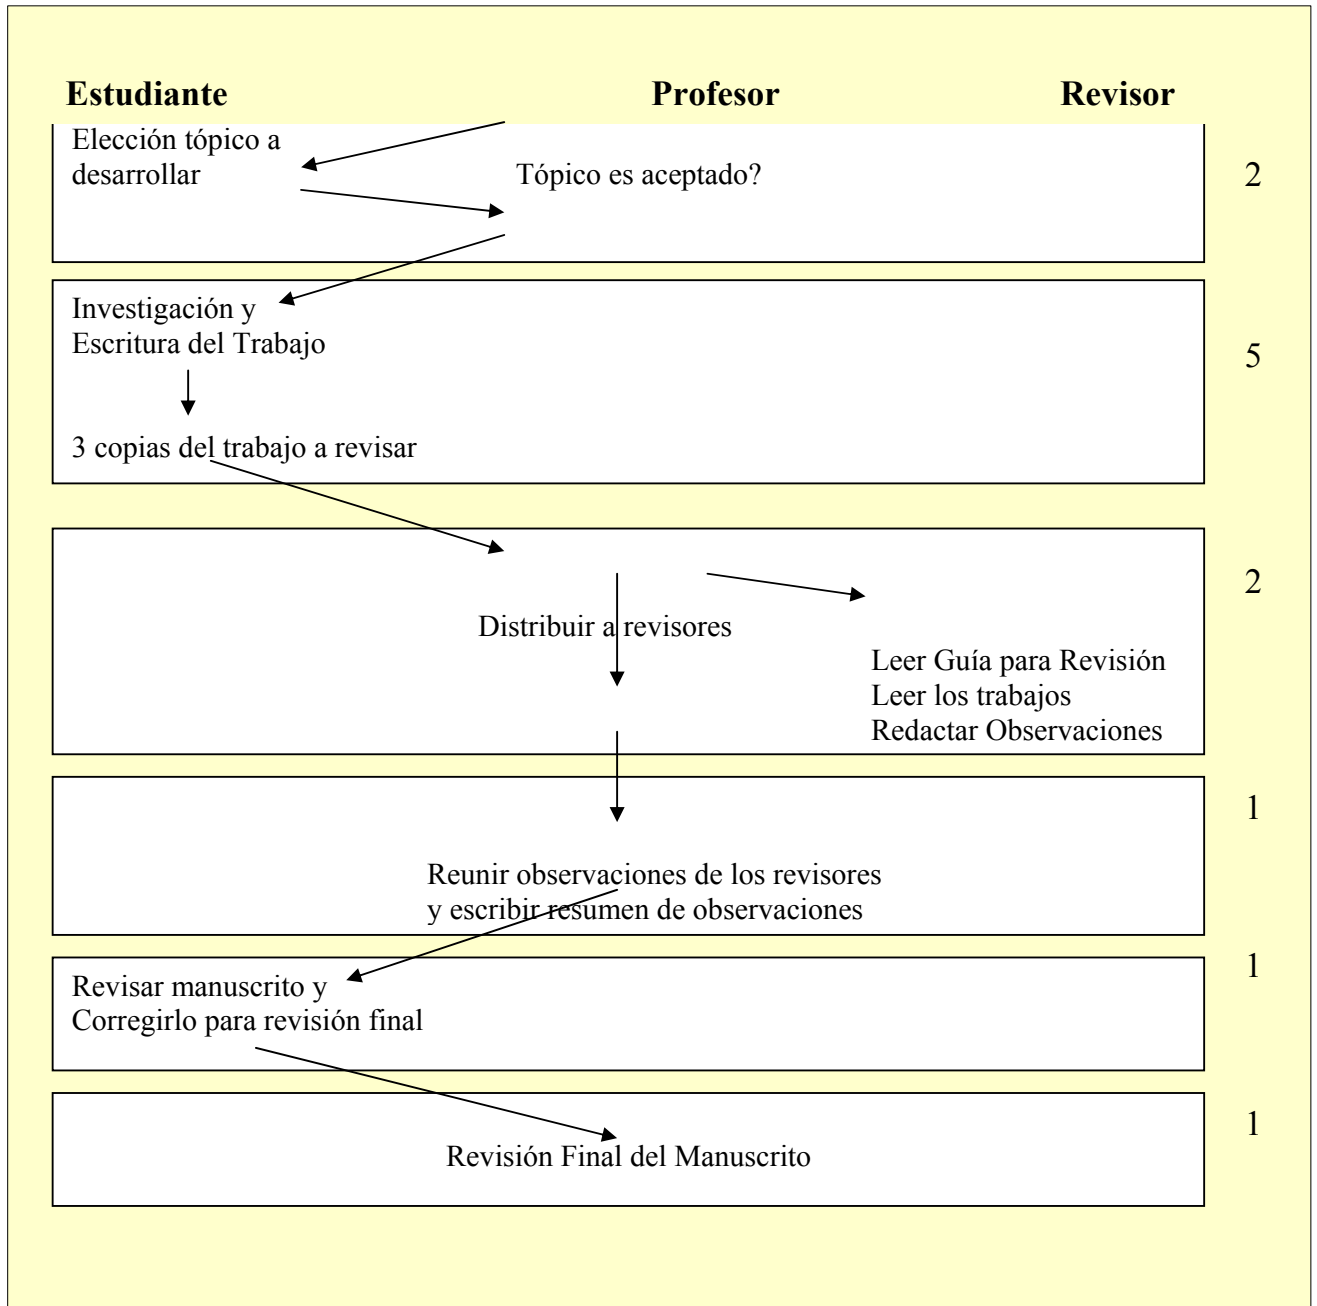 Estudiante Profesor Revisor
Elección tópico a
desarrollar Tópico es aceptado? 2
Investigación y
Escritura del Trabajo 5
3 copias del trabajo a revisar
2
Distribuir a revisores
Leer Guía para Revisión
Leer los trabajos
Redactar Observaciones
1
Reunir observaciones de los revisores
y escribir resumen de observaciones
1
Revisar manuscrito y
Corregirlo para revisión final
1
Revisión Final del Manuscrito